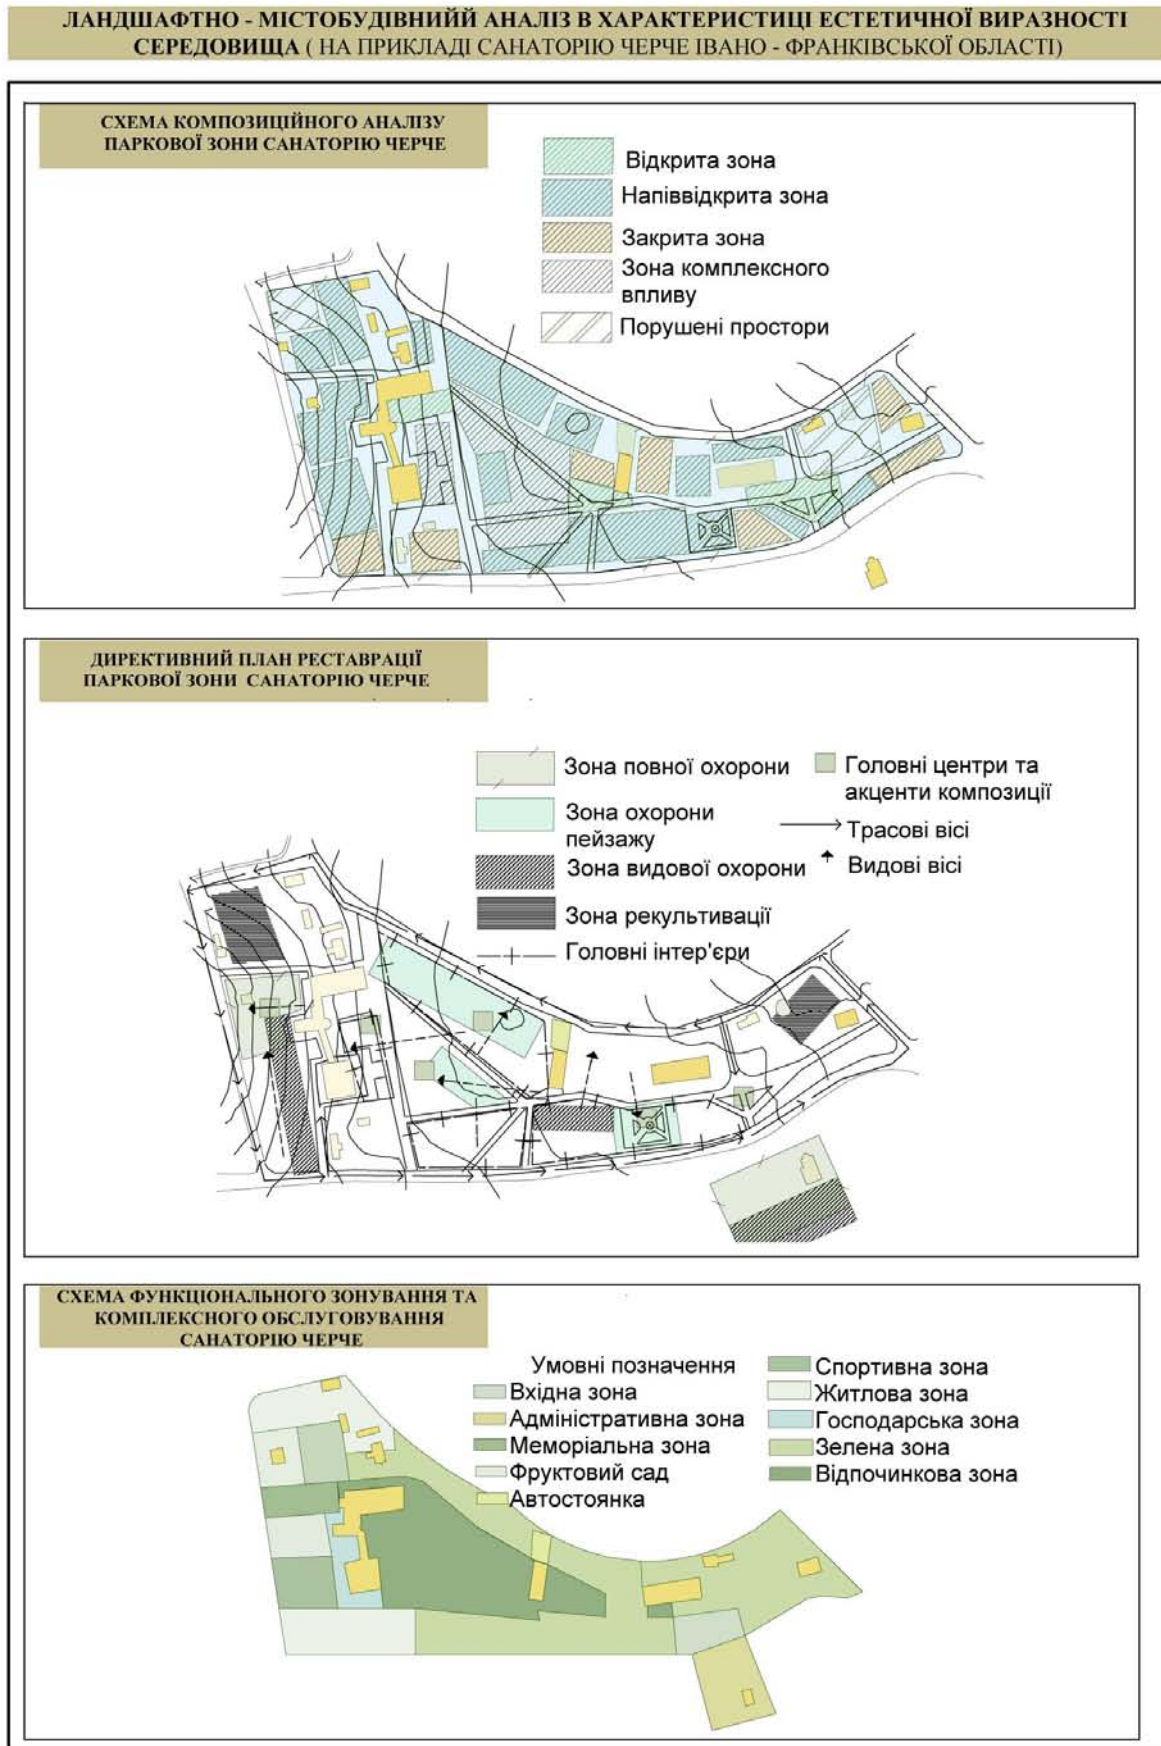 ЛАНДШАФТНО - МІСТОБУДІВНИЙЙ АНАЛІЗ В ХАРАКТЕРИСТИЦІ ЕСТЕТИЧНОЇ ВИРАЗНОСТІ
СЕРЕДОВИЩА ( НА ПРИКЛАДІ САНАТОРІЮ ЧЕРЧЕ ІВАНО - ФРАНКІВСЬКОЇ ОБЛАСТІ)
СХЕМА КОМПОЗИЦІЙНОГО АНАЛІЗУ
ПАРКОВОЇ ЗОНИ САНАТОРІЮ ЧЕРЧЕ
Відкрита зона
Напіввідкрита зона
Закрита зона
Зона комплексного
впливу
Порушені простори
ДИРЕКТИВНИЙ ПЛАН РЕСТАВРАЦІЇ
ПАРКОВОЇ ЗОНИ САНАТОРІЮ ЧЕРЧЕ
Зона повної охорони
Зона охорони
пейзажу
Зона видової охорони
Зона рекультивації
Головні інтер'єри
Головні центри та
акценти композиції
Трасові вісі
Видові вісі
СХЕМА ФУНКЦІОНАЛЬНОГО ЗОНУВАННЯ ТА
КОМПЛЕКСНОГО ОБСЛУГОВУВАННЯ
САНАТОРІЮ ЧЕРЧЕ
Умовні позначення
Вхідна зона
Адміністративна зона
Меморіальна зона
Фруктовий сад
Автостоянка
Спортивна зона
Житлова зона
Господарська зона
Зелена зона
Відпочинкова зона